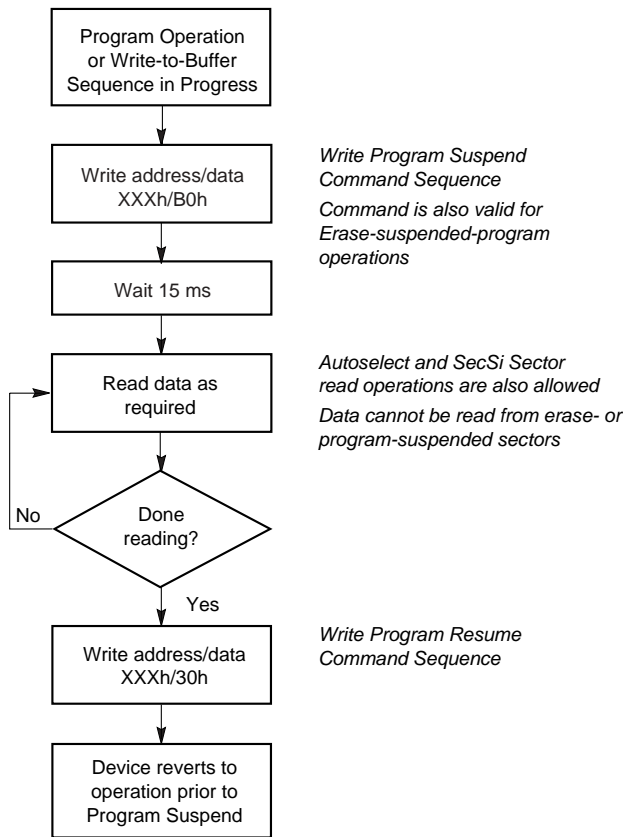 Program Operation
or Write-to-Buffer
Sequence in Progress
Write address/data
XXXh/B0h
Write Program Suspend
Command Sequence
Command is also valid for
Erase-suspended-program
operations
Wait 15 ms
Read data as
required
Autoselect and SecSi Sector
read operations are also allowed
Data cannot be read from erase- or
program-suspended sectors
No
Done
reading?
Yes
Write address/data
XXXh/30h
Write Program Resume
Command Sequence
Device reverts to
operation prior to
Program Suspend